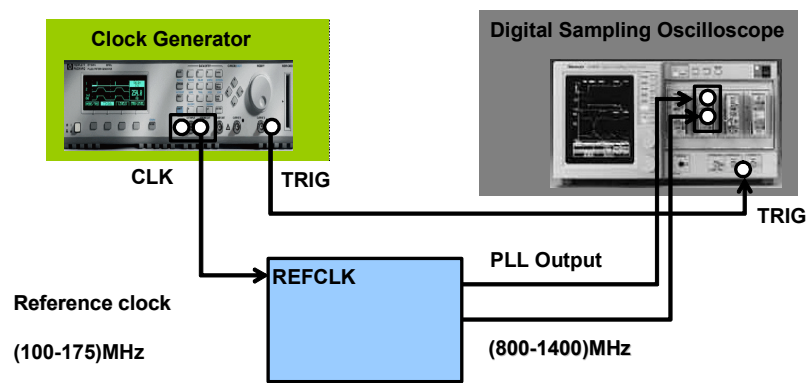 Clock Generator
Digital Sampling Oscilloscope
CLK
TRIG
TRIG
REFCLK
PLL Output
Reference clock
(100-175)MHz
(800-1400)MHz